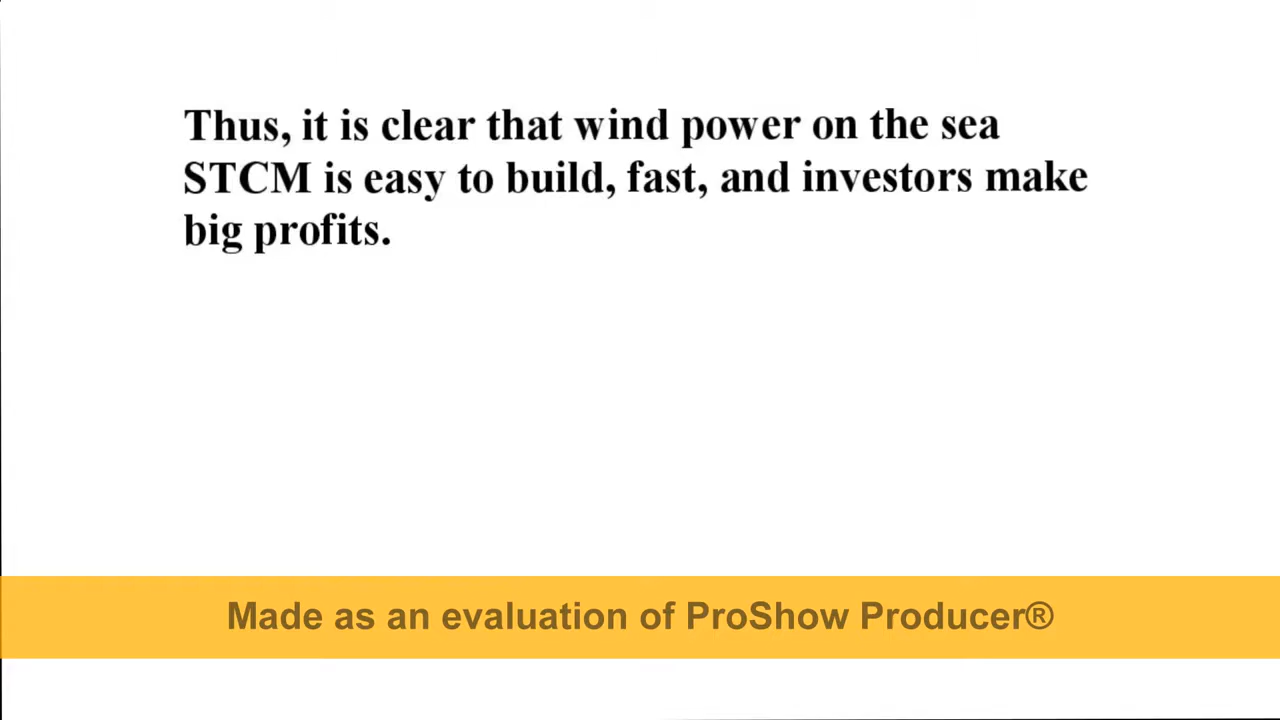 Thus, it is clear that wind power on the sea
STCM is easy to build, fast, and investors make
big profits.
Made as an evaluation of ProShow Producer®